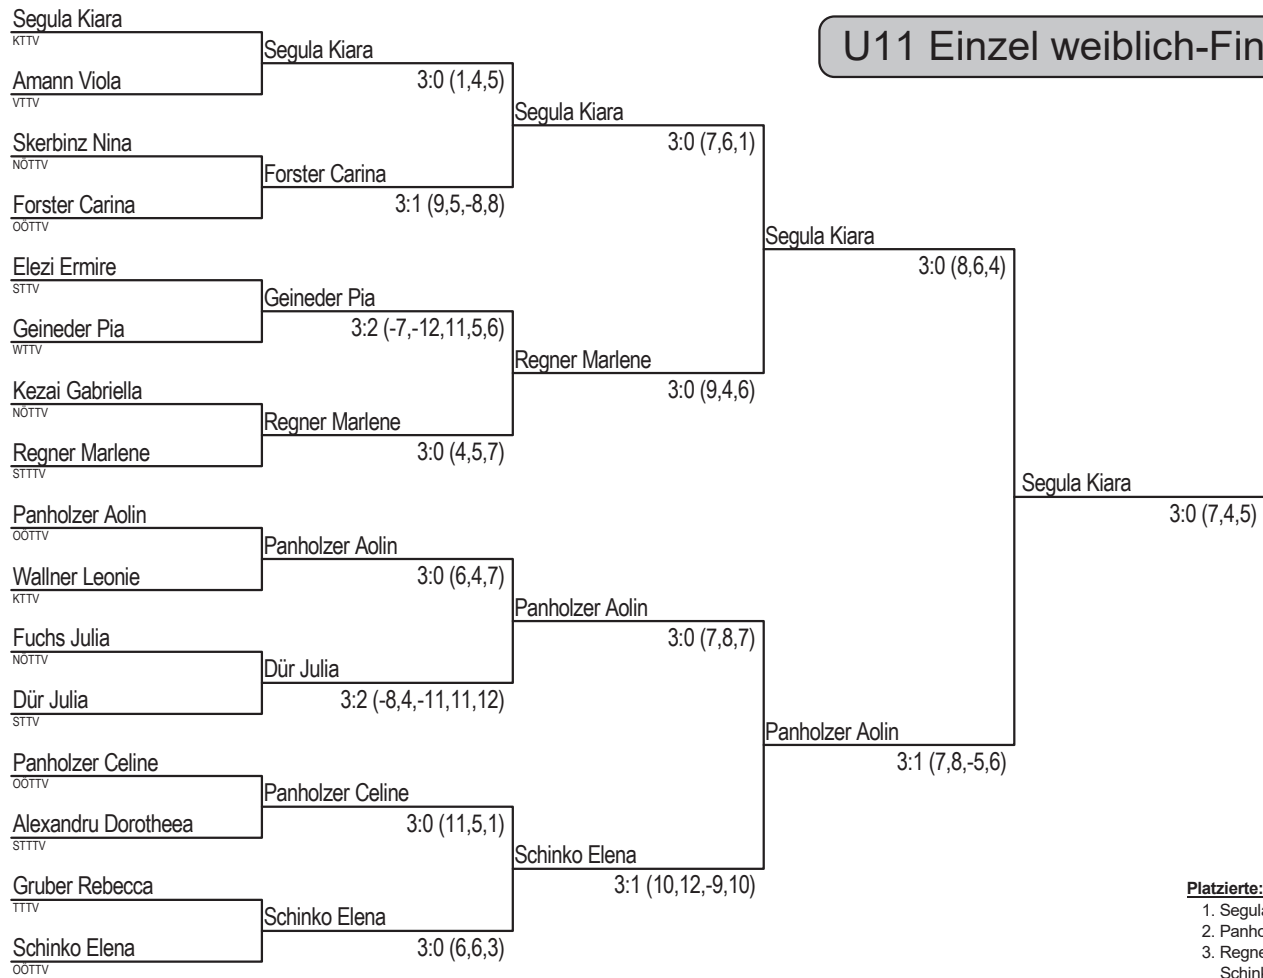 U11 Einzel weiblich-Fin
Segula Kiara
KTTV
Amann Viola
VTTV
Skerbinz Nina
NÖTTV
Forster Carina
OÖTTV
Elezi Ermire
STTV
Geineder Pia
WTTV
Kezai Gabriella
NÖTTV
Regner Marlene
STTTV
Panholzer Aolin
OÖTTV
Wallner Leonie
KTTV
Fuchs Julia
NÖTTV
Dür Julia
STTV
Panholzer Celine
OÖTTV
Alexandru Dorotheea
STTTV
Gruber Rebecca
TTTV
Schinko Elena
OÖTTV
Segula Kiara
3:0 (1,4,5)
Forster Carina
3:1 (9,5,-8,8)
Geineder Pia
3:2 (-7,-12,11,5,6)
Regner Marlene
3:0 (4,5,7)
Panholzer Aolin
3:0 (6,4,7)
Dür Julia
3:2 (-8,4,-11,11,12)
Panholzer Celine
3:0 (11,5,1)
Schinko Elena
3:0 (6,6,3)
Segula Kiara
3:0 (7,6,1)
Regner Marlene
3:0 (9,4,6)
Panholzer Aolin
3:0 (7,8,7)
Schinko Elena
3:1 (10,12,-9,10)
Segula Kiara
3:0 (8,6,4)
Panholzer Aolin
3:1 (7,8,-5,6)
Segula Kiara
3:0 (7,4,5)
Platzierte:
1. Segula
2. Panho
3. Regne
Schink